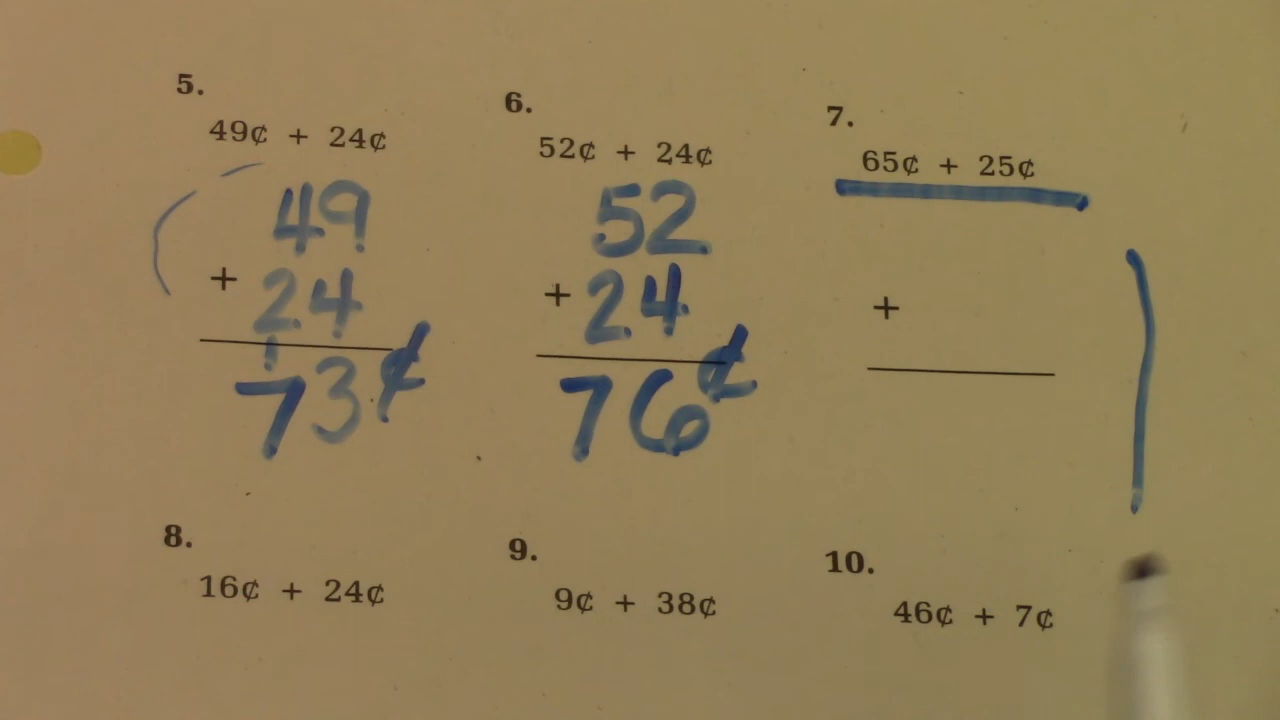 5.
49¢ + 24¢
49
+ 24
1
73¢
6.
52¢ + 24¢
52
+ 24
76¢
7.
65¢ + 25¢
+
8.
16¢ + 24¢
9.
9¢ + 38¢
10.
46¢ + 7¢